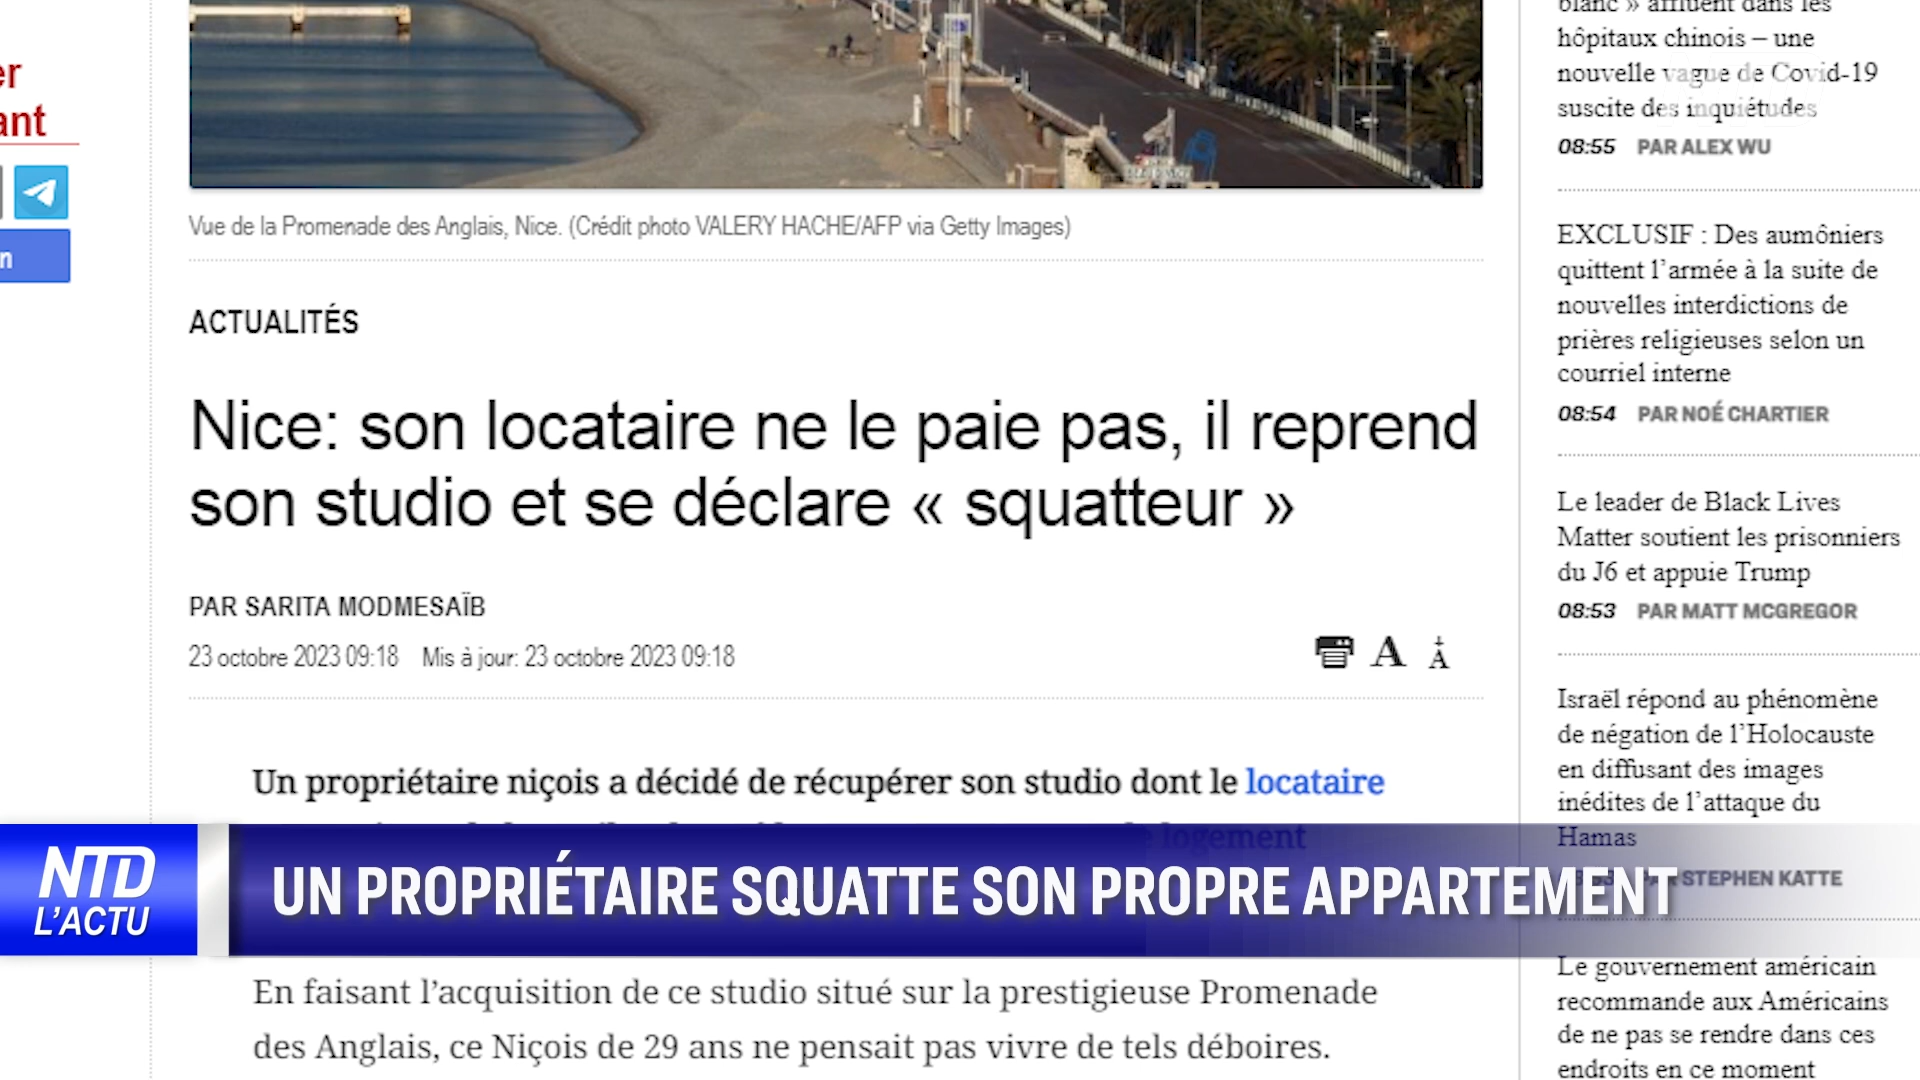 er
ant
n
Vue de la Promenade des Anglais, Nice. (Crédit photo VALERY HACHE/AFP via Getty Images)
ACTUALITÉS
Nice: son locataire ne le paie pas, il reprend
son studio et se déclare « squatteur »
PAR SARITA MODMESAÏB
23 octobre 2023 09:18 Mis à jour: 23 octobre 2023 09:18
A
A
Un propriétaire niçois a décidé de récupérer son studio dont le locataire
logement
NTD
L'ACTU
UN PROPRIÉTAIRE SQUATTE SON PROPRE APPARTEMENT
En faisant l'acquisition de ce studio situé sur la prestigieuse Promenade
des Anglais, ce Niçois de 29 ans ne pensait pas vivre de tels déboires.
blanc » affluent dans les
hôpitaux chinois – une
nouvelle vague de Covid-19
suscite des inquiétudes
08:55 PAR ALEX WU
EXCLUSIF : Des aumôniers
quittent l'armée à la suite de
nouvelles interdictions de
prières religieuses selon un
courriel interne
08:54 PAR NOÉ CHARTIER
Le leader de Black Lives
Matter soutient les prisonniers
du J6 et appuie Trump
08:53 PAR MATT MCGREGOR
Israël répond au phénomène
de négation de l'Holocauste
en diffusant des images
inédites de l'attaque du
Hamas
PAR STEPHEN KATTE
Le gouvernement américain
recommande aux Américains
de ne pas se rendre dans ces
endroits en ce moment